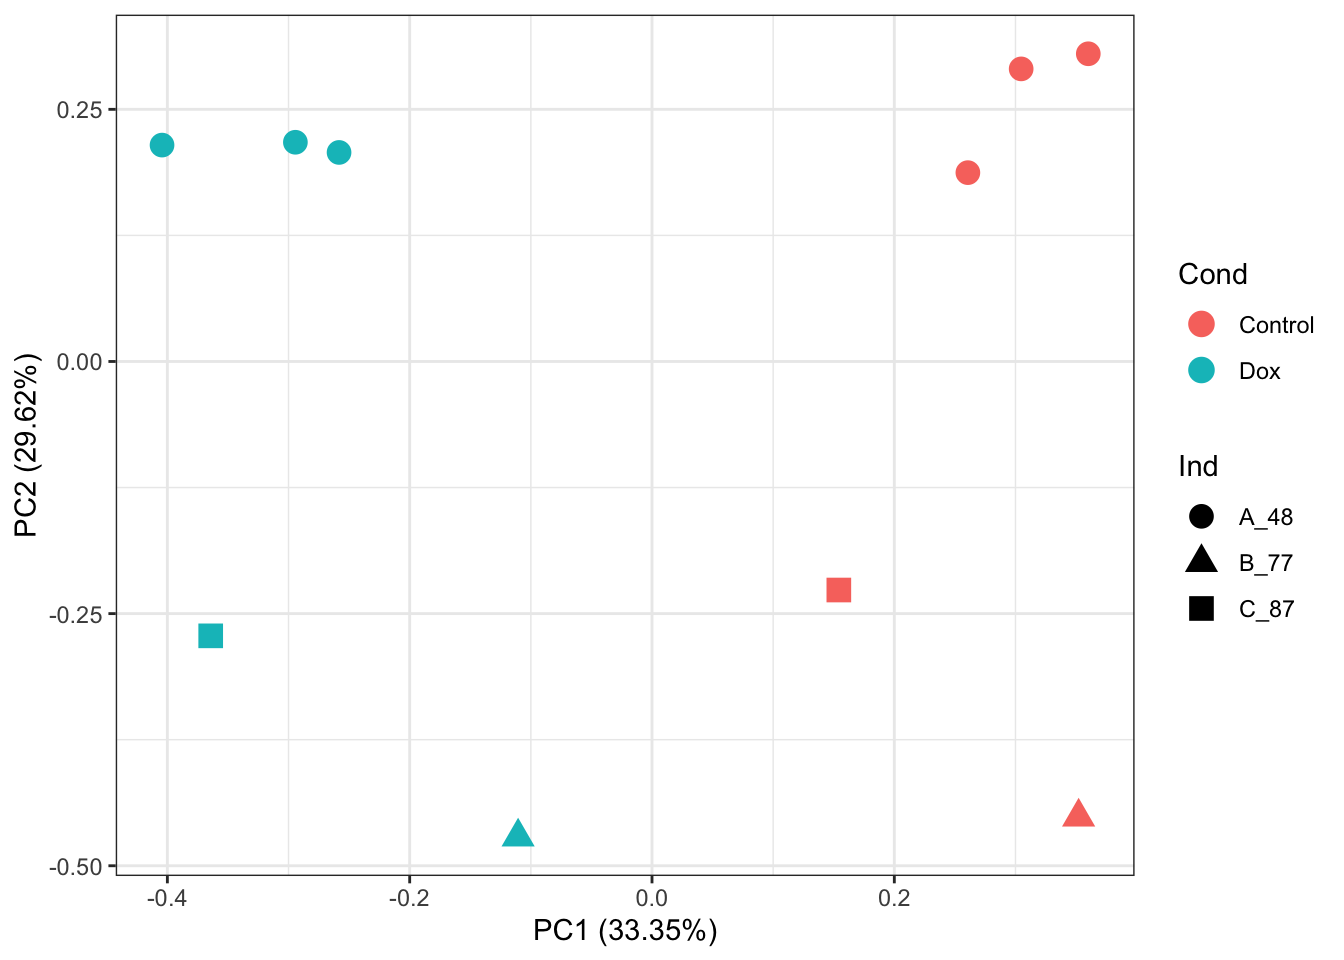 0.25
0.00
-0.25
-0.50
PC2 (29.62%)
-0.4
-0.2
0.0
0.2
PC1 (33.35%)
Cond
Control
Dox
Ind
A_48
B_77
C_87